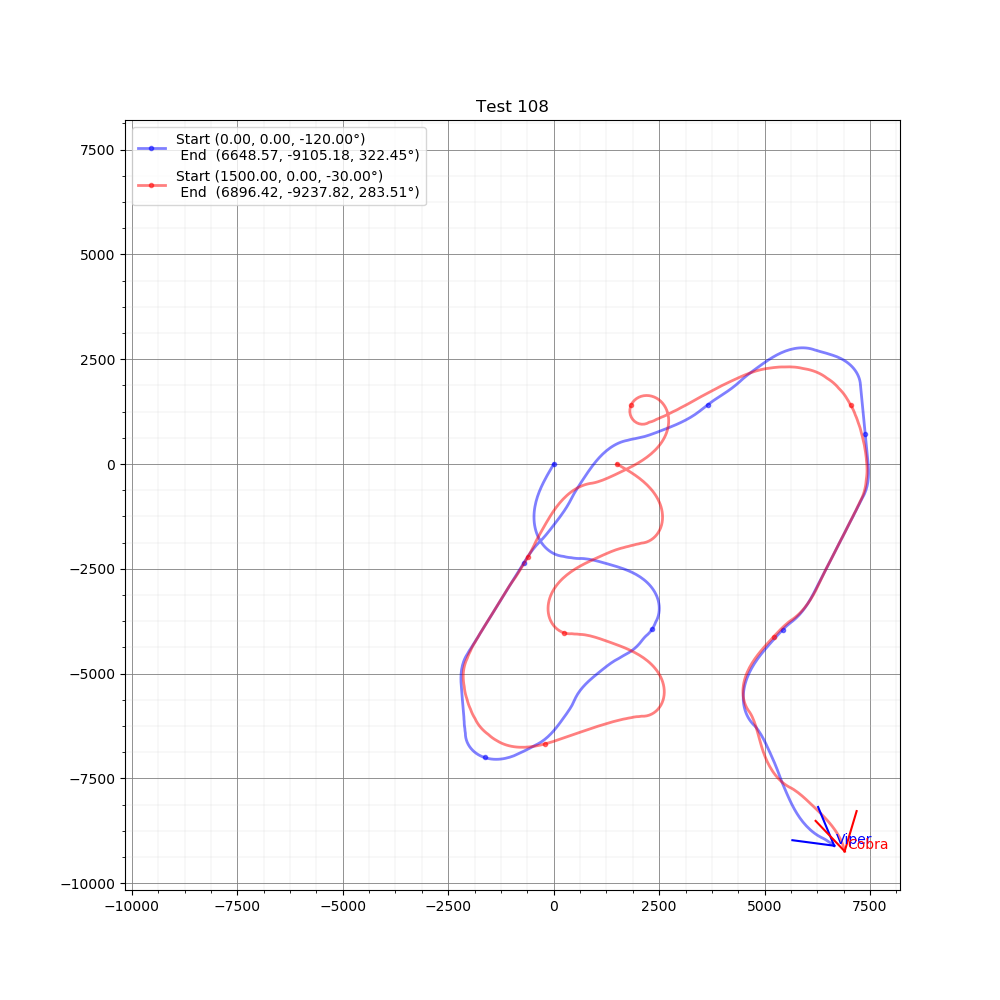 Test 108
Start (0.00, 0.00, -120.00°)
End (6648.57, -9105.18, 322.45°)
Start (1500.00, 0.00, -30.00°)
End (6896.42, -9237.82, 283.51°)
7500
5000
2500
0
−2500
−5000
−7500
−10000
Viper
Cobra
−10000 −7500 −5000 −2500 0 2500 5000 7500